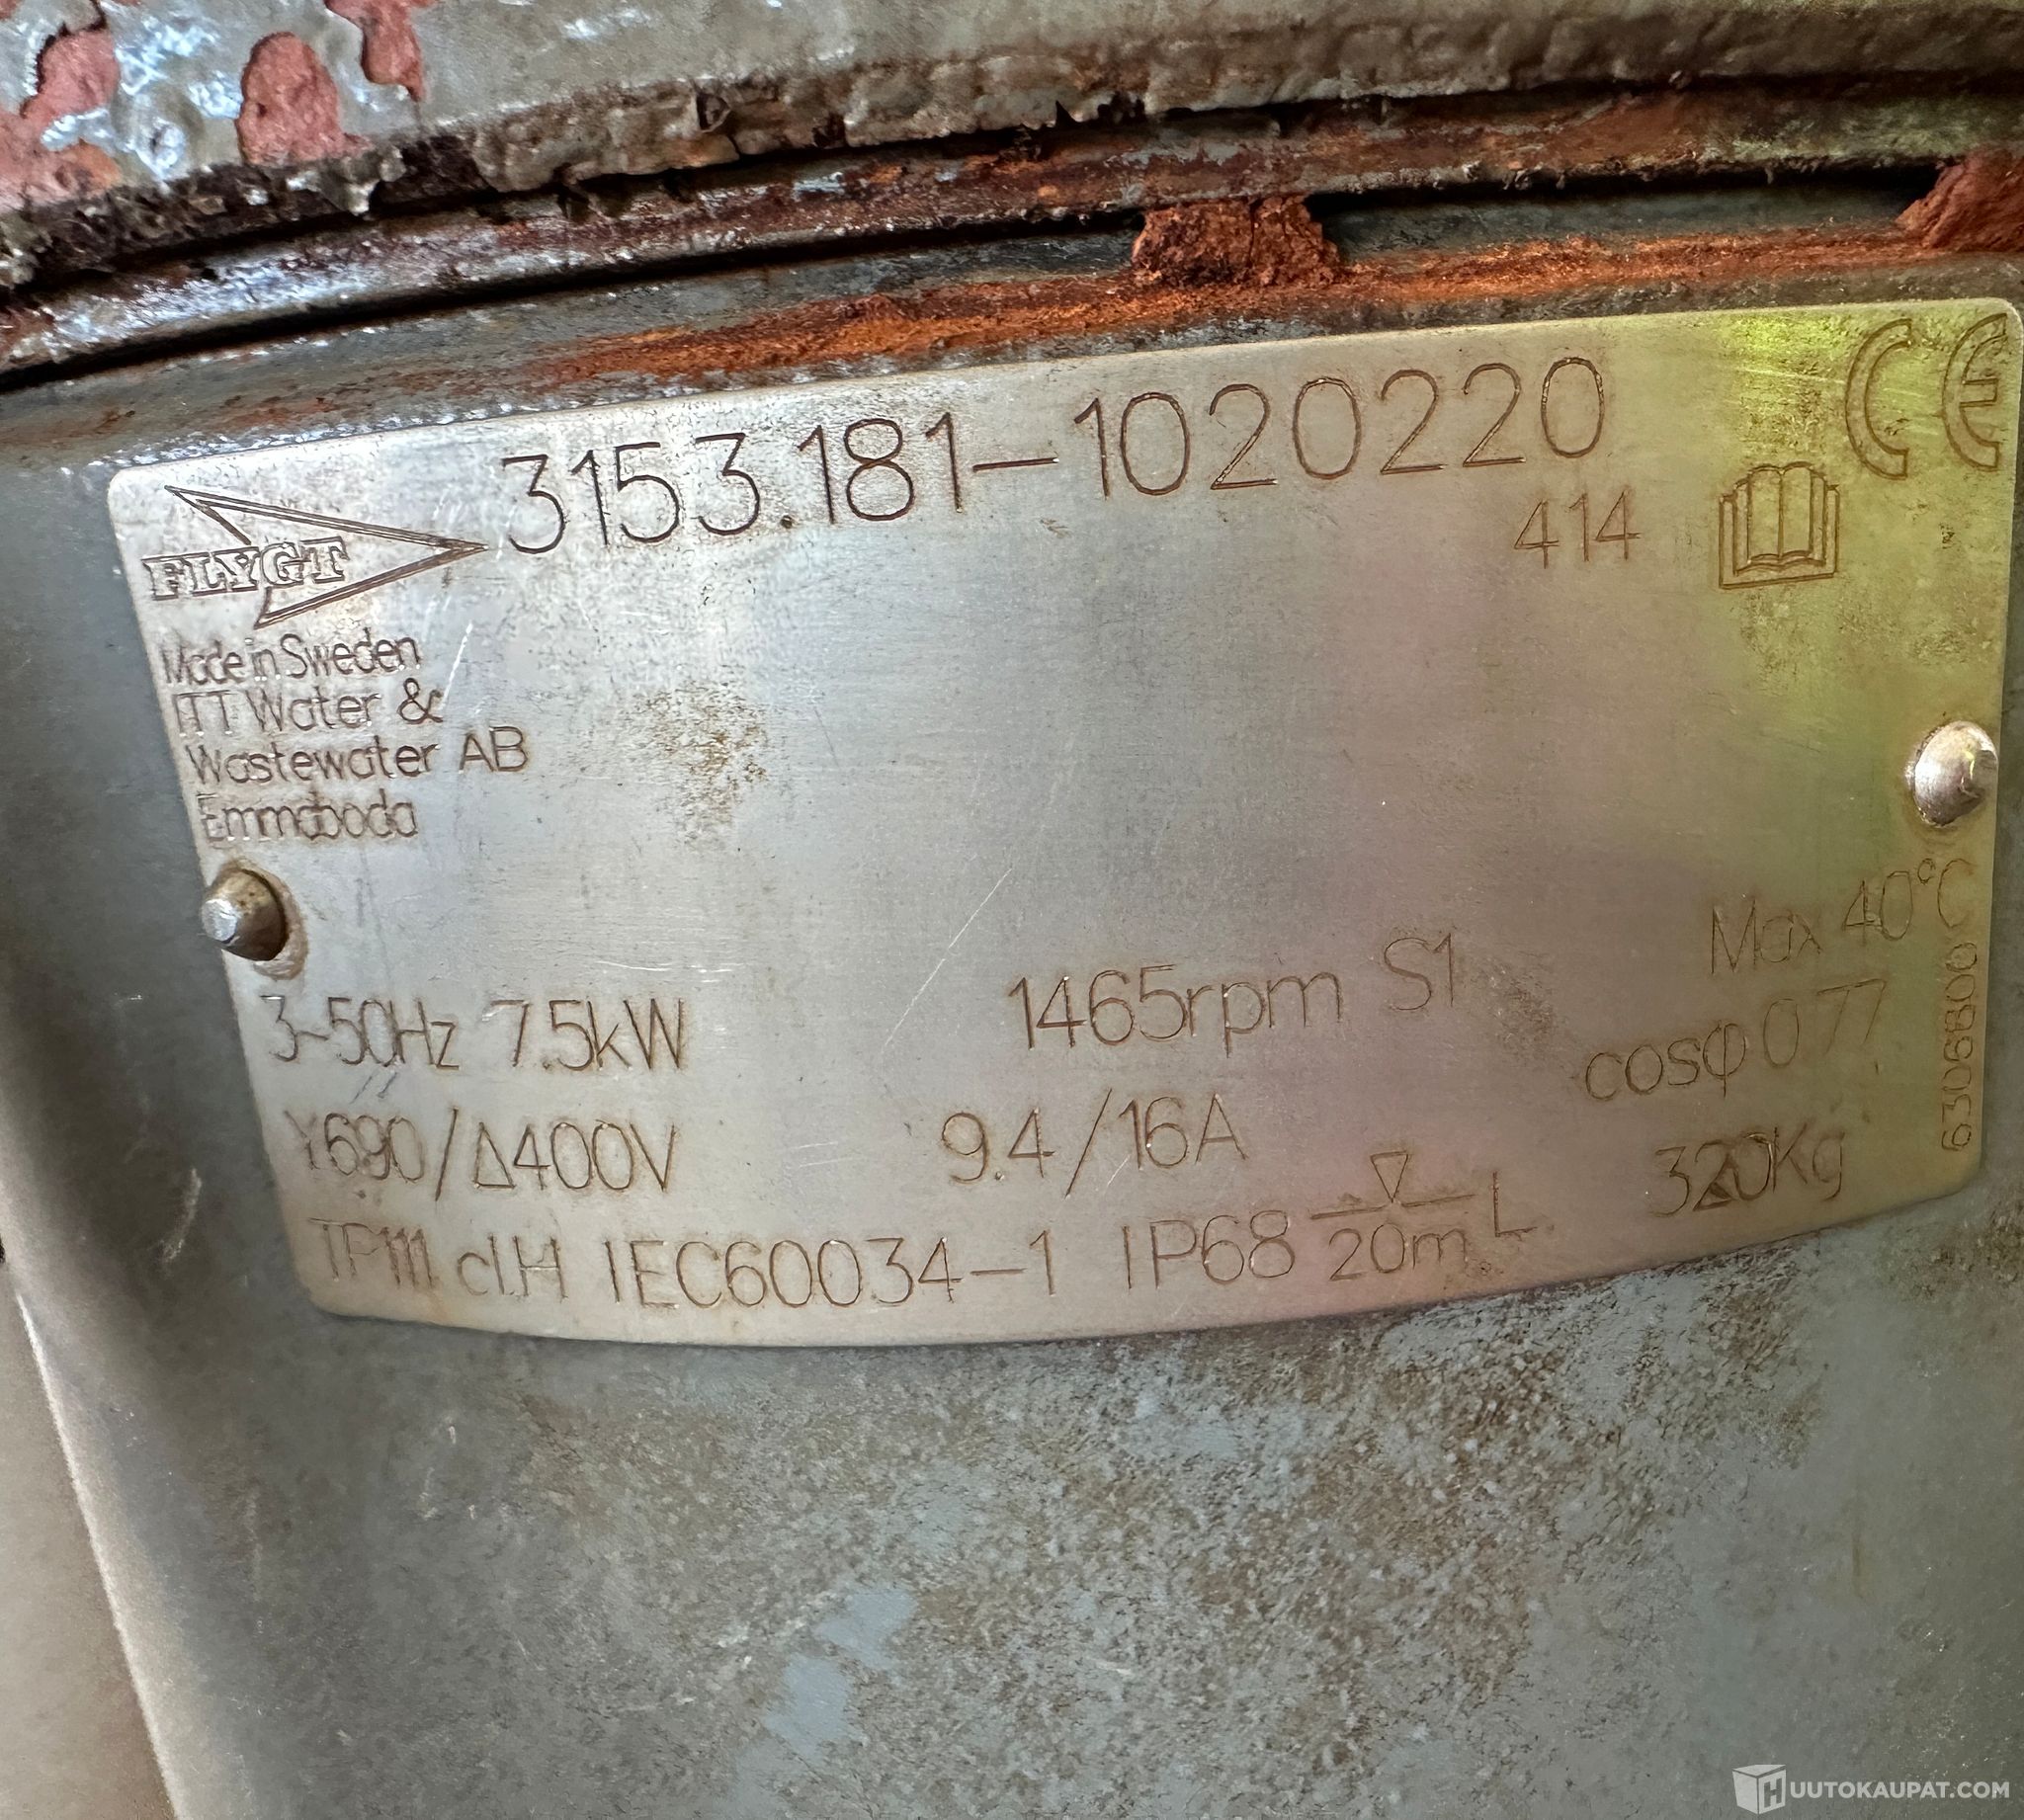 FLYGT 3153.181-1020220 CE
414
Made in Sweden
ITT Water &
Wastewater AB
Emmaboda
Max 40°C
3~50Hz 7.5kW 1465rpm S1
cosφ 0.77
Y690/Δ400V 9.4/16A
320Kg
TP111 cl.H IEC60034-1 IP68 20m L
6306800
HUUTOKAUPAT.COM